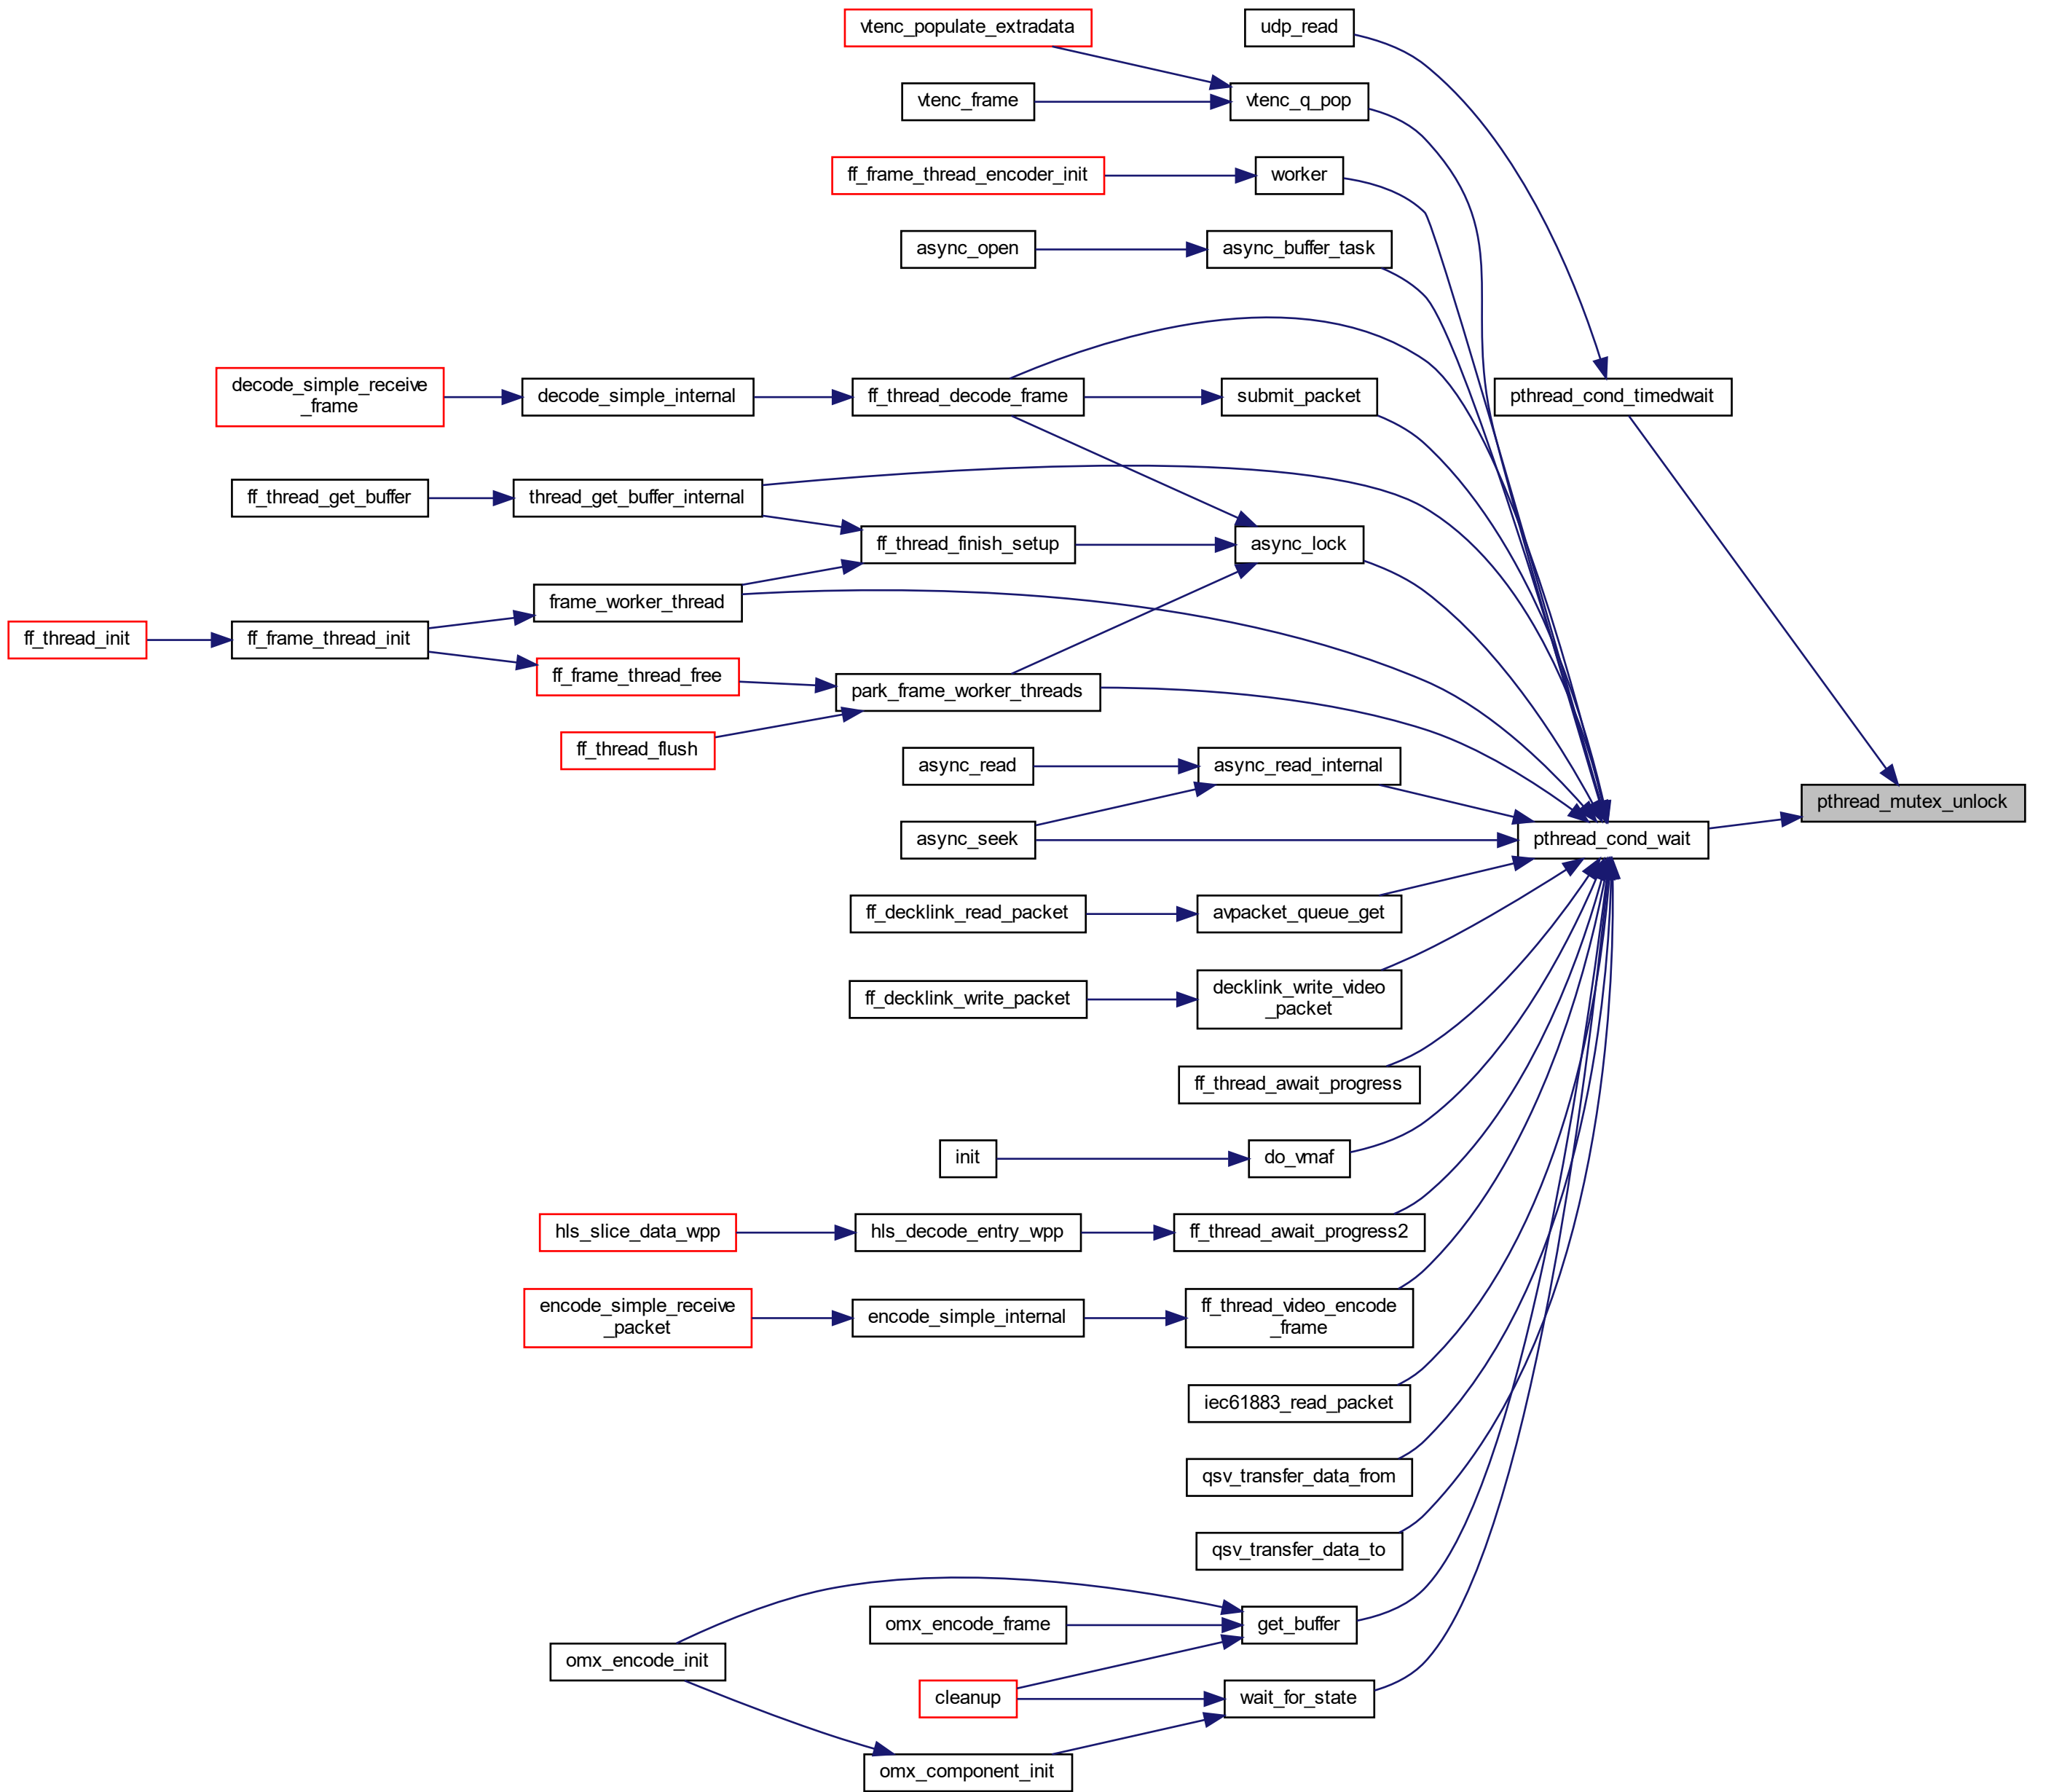 vtenc_populate_extradata
udp_read
vtenc_frame
vtenc_q_pop
ff_frame_thread_encoder_init
worker
async_open
async_buffer_task
decode_simple_receive
_frame
decode_simple_internal
ff_thread_decode_frame
submit_packet
pthread_cond_timedwait
ff_thread_get_buffer
thread_get_buffer_internal
ff_thread_finish_setup
async_lock
frame_worker_thread
ff_thread_init
ff_frame_thread_init
ff_frame_thread_free
park_frame_worker_threads
ff_thread_flush
async_read
async_read_internal
pthread_mutex_unlock
async_seek
pthread_cond_wait
ff_decklink_read_packet
avpacket_queue_get
ff_decklink_write_packet
decklink_write_video
_packet
ff_thread_await_progress
init
do_vmaf
hls_slice_data_wpp
hls_decode_entry_wpp
ff_thread_await_progress2
encode_simple_receive
_packet
encode_simple_internal
ff_thread_video_encode
_frame
iec61883_read_packet
qsv_transfer_data_from
qsv_transfer_data_to
omx_encode_frame
get_buffer
omx_encode_init
cleanup
wait_for_state
omx_component_init